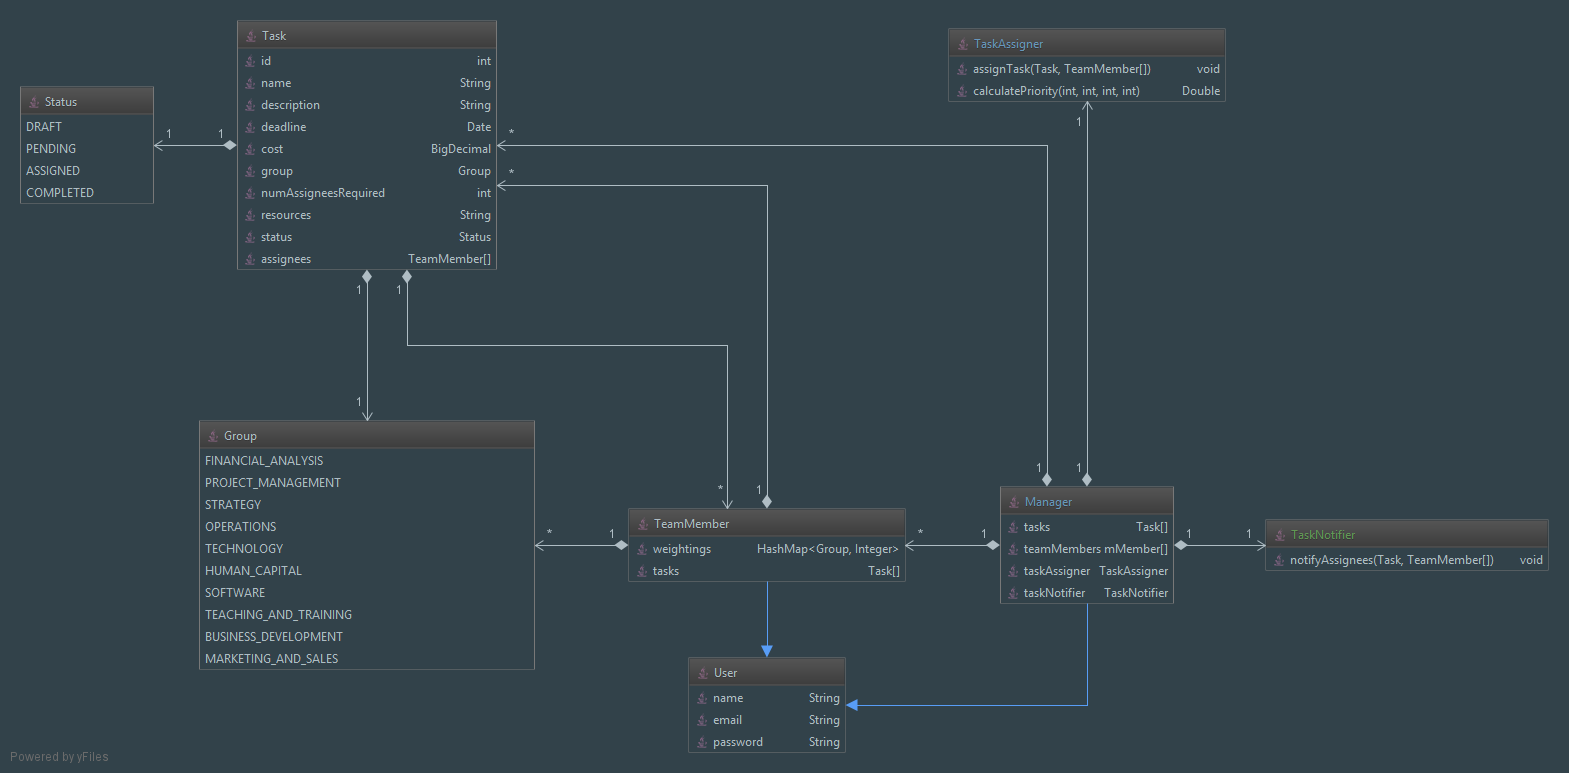 Task
id int
name String
description String
deadline Date
cost BigDecimal
group Group
numAssigneesRequired int
resources String
status Status
assignees TeamMember[]
TaskAssigner
assignTask(Task, TeamMember[]) void
calculatePriority(int, int, int, int) Double
Status
DRAFT
PENDING
ASSIGNED
COMPLETED
1 1
*
*
1
1 1
1
Group
FINANCIAL_ANALYSIS
PROJECT_MANAGEMENT
STRATEGY
OPERATIONS
TECHNOLOGY
HUMAN_CAPITAL
SOFTWARE
TEACHING_AND_TRAINING
BUSINESS_DEVELOPMENT
MARKETING_AND_SALES
* 1
* 1
TeamMember
weightings HashMap<Group, Integer>
tasks Task[]
* 1
1 1
Manager
tasks Task[]
teamMembers mMember[]
taskAssigner TaskAssigner
taskNotifier TaskNotifier
1 1
TaskNotifier
notifyAssignees(Task, TeamMember[]) void
User
name String
email String
password String
Powered by yFiles